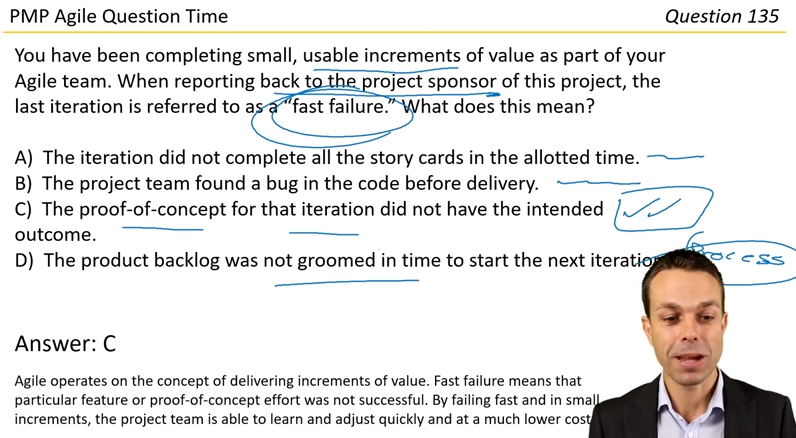 PMP Agile Question Time
Question 135
You have been completing small, usable increments of value as part of your
Agile team. When reporting back to the project sponsor of this project, the
last iteration is referred to as a “fast failure.” What does this mean?
A) The iteration did not complete all the story cards in the allotted time.
B) The project team found a bug in the code before delivery.
C) The proof-of-concept for that iteration did not have the intended
outcome.
D) The product backlog was not groomed in time to start the next iteration
Process
Answer: C
Agile operates on the concept of delivering increments of value. Fast failure means that
particular feature or proof-of-concept effort was not successful. By failing fast and in small
increments, the project team is able to learn and adjust quickly and at a much lower cost